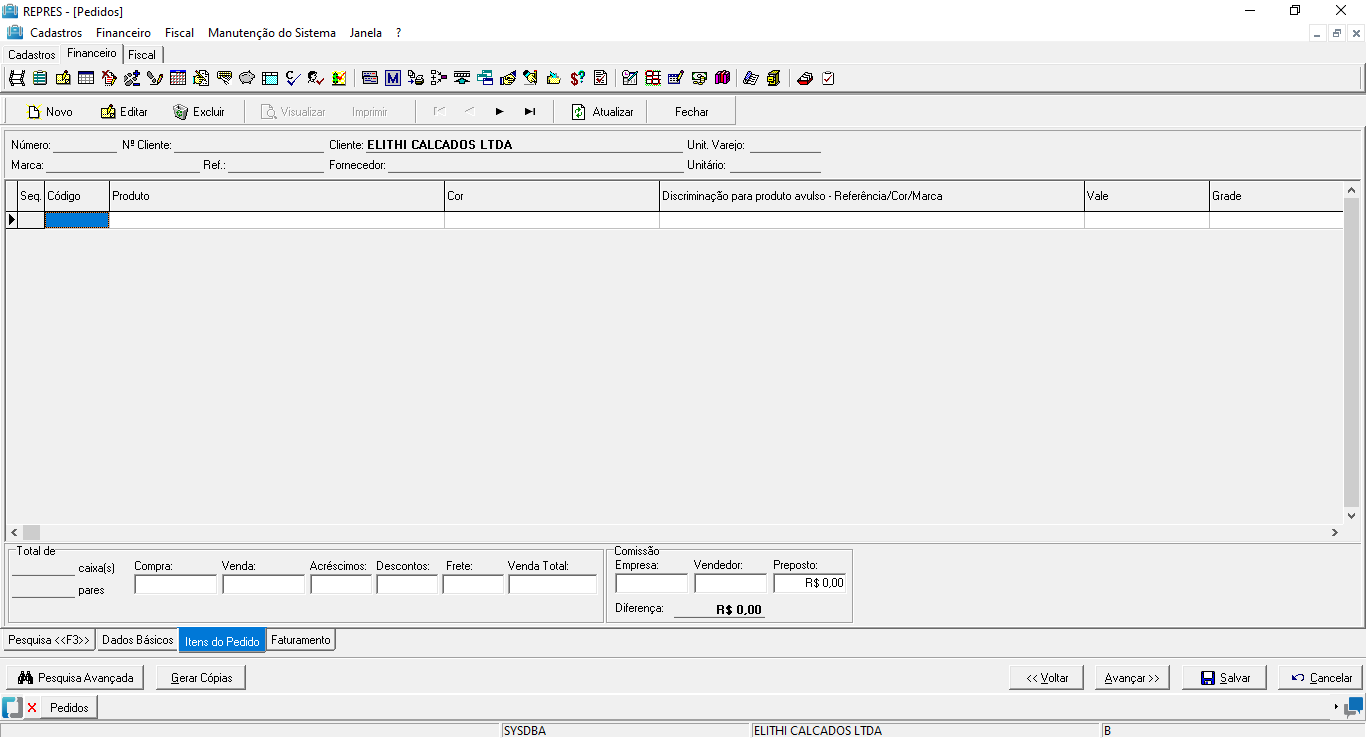 REPRES - [Pedidos]
Cadastros Financeiro Fiscal Manutenção do Sistema Janela ?
Cadastros Financeiro Fiscal
Novo Editar Excluir Visualizar Imprimir Atualizar Fechar
Número: Nº Cliente: Cliente: ELITHI CALCADOS LTDA Unit. Varejo:
Marca: Ref.: Fornecedor: Unitário:
Seq. Código Produto Cor Discriminação para produto avulso - Referência/Cor/Marca Vale Grade
Total de Comissão
caixa(s) Compra: Venda: Acréscimos: Descontos: Frete: Venda Total: Empresa: Vendedor: Preposto:
R$ 0,00
pares
Diferença: R$ 0,00
Pesquisa <<F3>> Dados Básicos Itens do Pedido Faturamento
Pesquisa Avançada Gerar Cópias << Voltar Avançar >> Salvar Cancelar
Pedidos
SYSDBA ELITHI CALCADOS LTDA B